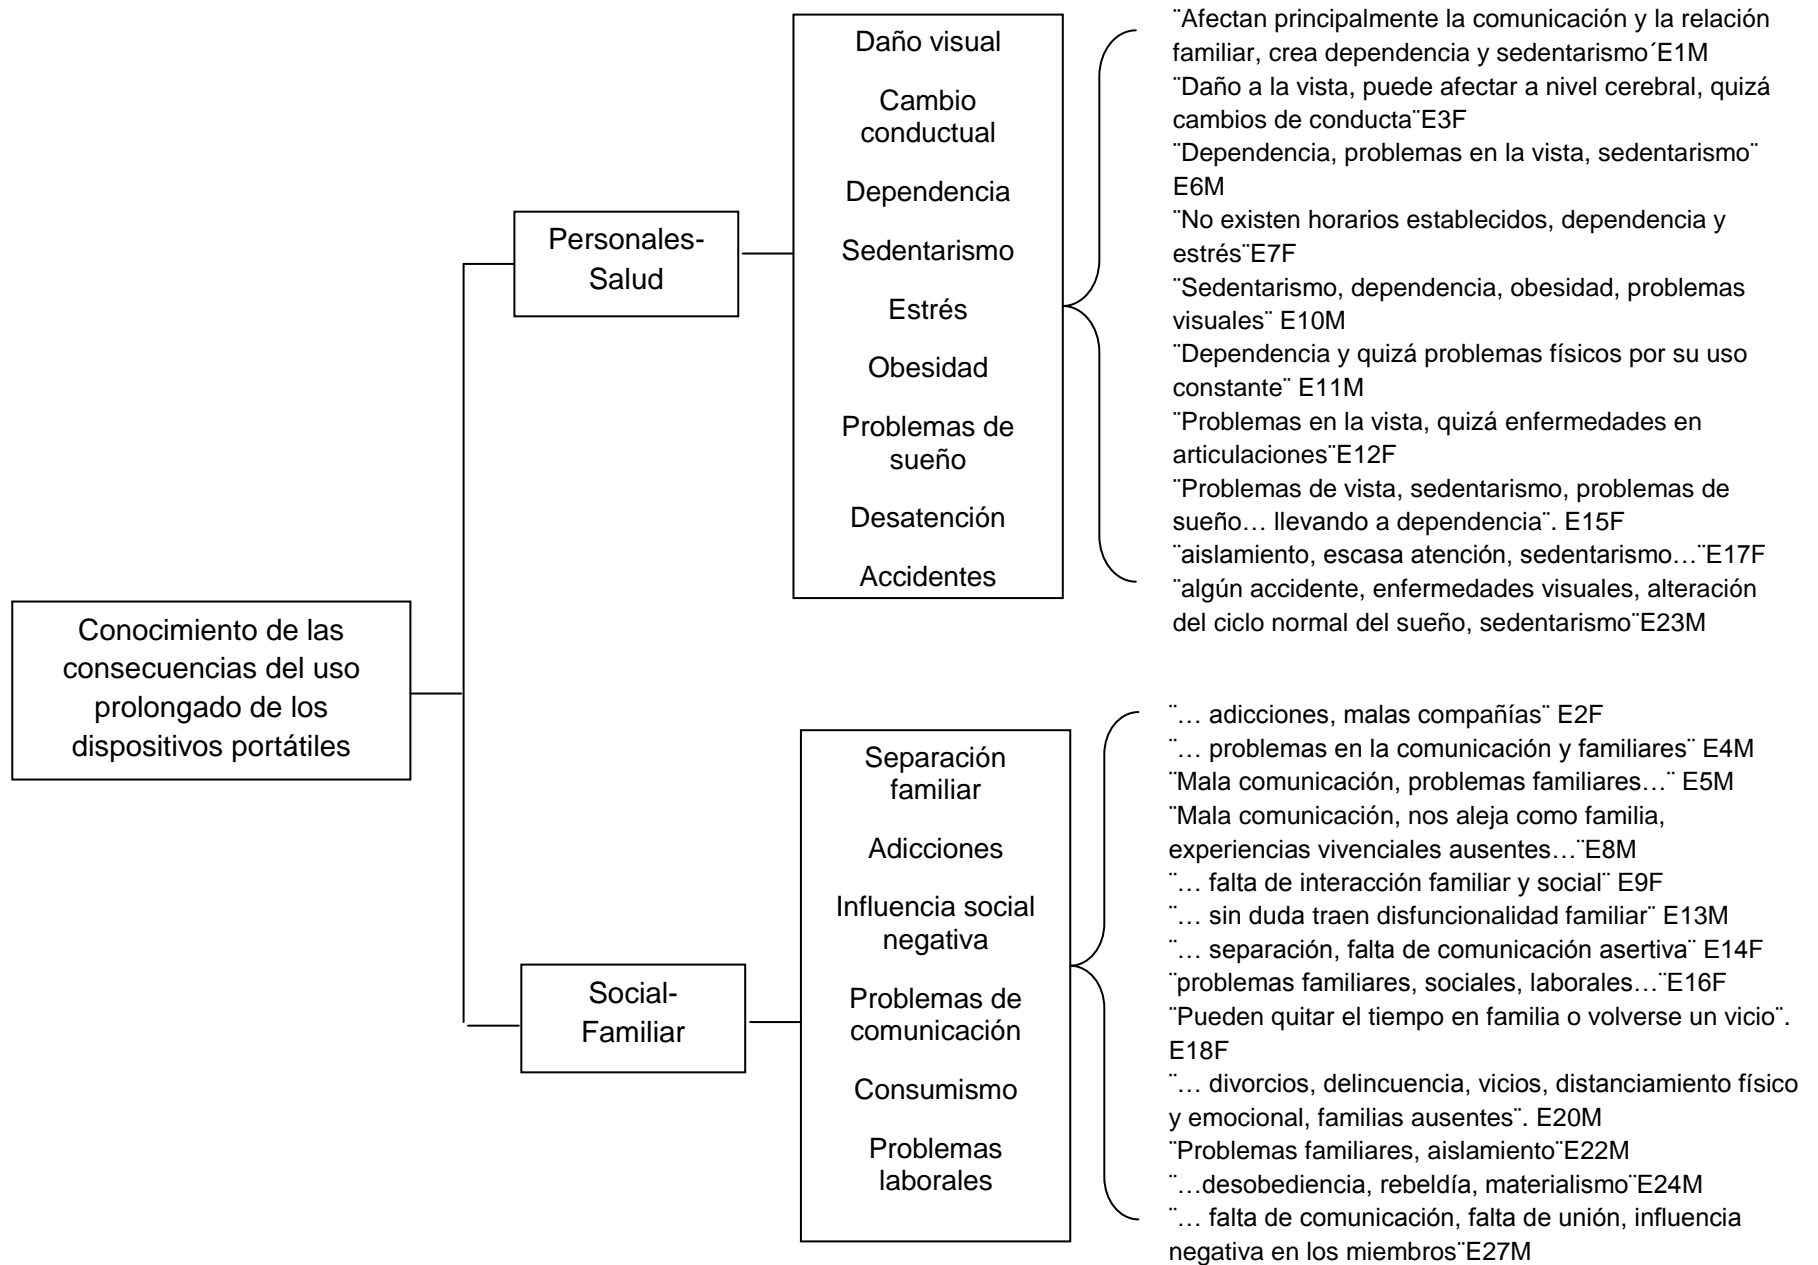 Conocimiento de las
consecuencias del uso
prolongado de los
dispositivos portátiles
Personales-
Salud
Daño visual
Cambio
conductual
Dependencia
Sedentarismo
Estrés
Obesidad
Problemas de
sueño
Desatención
Accidentes
¨Afectan principalmente la comunicación y la relación
familiar, crea dependencia y sedentarismo´E1M
¨Daño a la vista, puede afectar a nivel cerebral, quizá
cambios de conducta¨E3F
¨Dependencia, problemas en la vista, sedentarismo¨
E6M
¨No existen horarios establecidos, dependencia y
estrés¨E7F
¨Sedentarismo, dependencia, obesidad, problemas
visuales¨ E10M
¨Dependencia y quizá problemas físicos por su uso
constante¨ E11M
¨Problemas en la vista, quizá enfermedades en
articulaciones¨E12F
¨Problemas de vista, sedentarismo, problemas de
sueño… llevando a dependencia¨. E15F
¨aislamiento, escasa atención, sedentarismo…¨E17F
¨algún accidente, enfermedades visuales, alteración
del ciclo normal del sueño, sedentarismo¨E23M
Social-
Familiar
Separación
familiar
Adicciones
Influencia social
negativa
Problemas de
comunicación
Consumismo
Problemas
laborales
¨… adicciones, malas compañías¨ E2F
¨… problemas en la comunicación y familiares¨ E4M
¨Mala comunicación, problemas familiares…¨ E5M
¨Mala comunicación, nos aleja como familia,
experiencias vivenciales ausentes…¨E8M
¨… falta de interacción familiar y social¨ E9F
¨… sin duda traen disfuncionalidad familiar¨ E13M
¨… separación, falta de comunicación asertiva¨ E14F
¨problemas familiares, sociales, laborales…¨E16F
¨Pueden quitar el tiempo en familia o volverse un vicio¨.
E18F
¨… divorcios, delincuencia, vicios, distanciamiento físico
y emocional, familias ausentes¨. E20M
¨Problemas familiares, aislamiento¨E22M
¨…desobediencia, rebeldía, materialismo¨E24M
¨… falta de comunicación, falta de unión, influencia
negativa en los miembros¨E27M